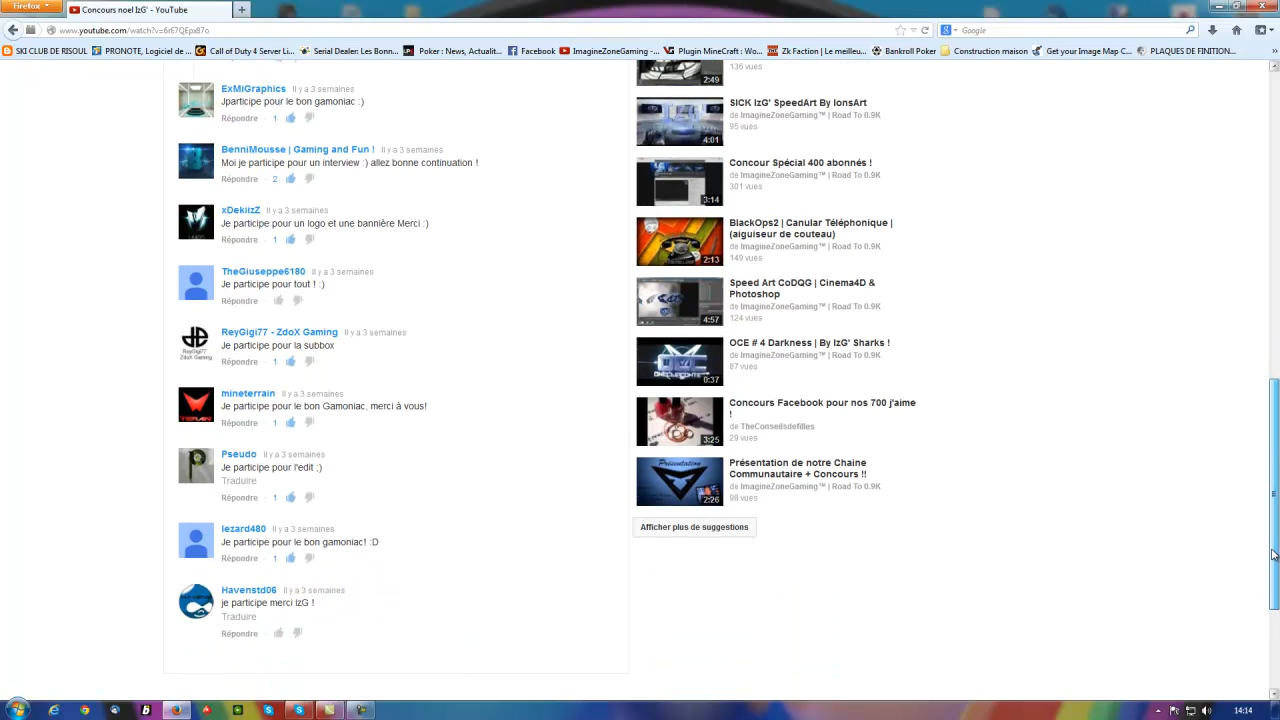 Firefox
Concours noel IzG' - YouTube
www.youtube.com/watch?v=6rE7QEpx87o
Google
SKI CLUB DE RISOUL
PRONOTE, Logiciel de ...
Call of Duty 4 Server Li...
Serial Dealer: Les Bonn...
Poker : News, Actualit...
Facebook
ImagineZoneGaming - ...
Plugin MineCraft : Wo...
Zk Faction | Le meilleu...
Bankroll Poker
Construction maison
Get your Image Map C...
PLAQUES DE FINITION...
ExMiGraphics Il y a 3 semaines
Jparticipe pour le bon gamoniac :)
Répondre · 1
BenniMousse | Gaming and Fun ! Il y a 3 semaines
Moi je participe pour un interview :) allez bonne continuation !
Répondre · 2
xDekiizZ Il y a 3 semaines
Je participe pour un logo et une bannière Merci :)
Répondre · 1
TheGiuseppe6180 Il y a 3 semaines
Je participe pour tout ! :)
Répondre ·
ReyGigi77
ZdoX Gaming
ReyGigi77 - ZdoX Gaming Il y a 3 semaines
Je participe pour la subbox
Répondre · 1
TERAIN
mineterrain Il y a 3 semaines
Je participe pour le bon Gamoniac, merci à vous!
Répondre · 1
Pseudo Il y a 3 semaines
Je participe pour l'edit ;)
Traduire
Répondre · 1
lezard480 Il y a 3 semaines
Je participe pour le bon gamoniac! :D
Répondre · 1
Havenstd06 Il y a 3 semaines
je participe merci IzG !
Traduire
Répondre ·
2:49
136 vues
4:01
SICK IzG' SpeedArt By IonsArt
de ImagineZoneGaming™ | Road To 0.9K
95 vues
3:14
Concour Spécial 400 abonnés !
de ImagineZoneGaming™ | Road To 0.9K
301 vues
2:13
BlackOps2 | Canular Téléphonique |
(aiguiseur de couteau)
de ImagineZoneGaming™ | Road To 0.9K
149 vues
4:57
Speed Art CoDQG | Cinema4D &
Photoshop
de ImagineZoneGaming™ | Road To 0.9K
124 vues
0:37
OCE # 4 Darkness | By IzG' Sharks !
de ImagineZoneGaming™ | Road To 0.9K
87 vues
3:25
Concours Facebook pour nos 700 j'aime
!
de TheConseilsdefilles
29 vues
Présentation
2:26
Présentation de notre Chaine
Communautaire + Concours !!
de ImagineZoneGaming™ | Road To 0.9K
98 vues
Afficher plus de suggestions
14:14